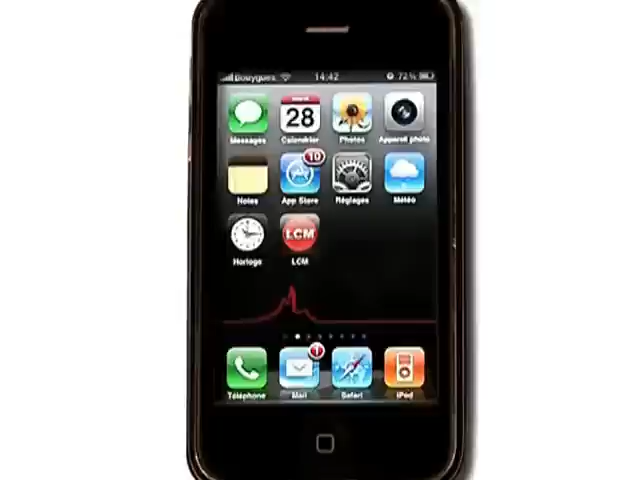 Bouygues 14:42 72 %
28
Messages Calendrier Photos Appareil photo
10
Notes App Store Réglages Météo
LCM
Horloge LCM
1
Téléphone Mail Safari iPod